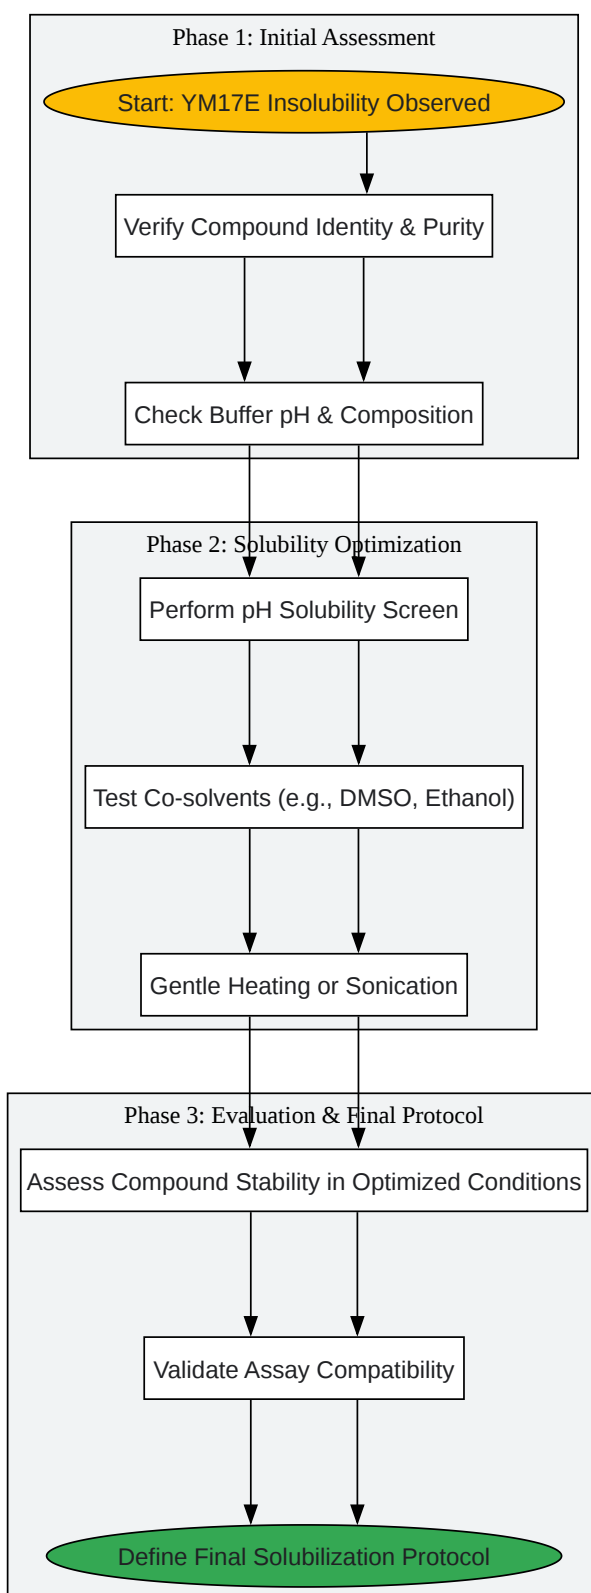 Phase 1: Initial Assessment
Start: YM17E Insolubility Observed
Verify Compound Identity & Purity
Check Buffer pH & Composition
Phase 2: Solubility Optimization
Perform pH Solubility Screen
Test Co-solvents (e.g., DMSO, Ethanol)
Gentle Heating or Sonication
Phase 3: Evaluation & Final Protocol
Assess Compound Stability in Optimized Conditions
Validate Assay Compatibility
Define Final Solubilization Protocol